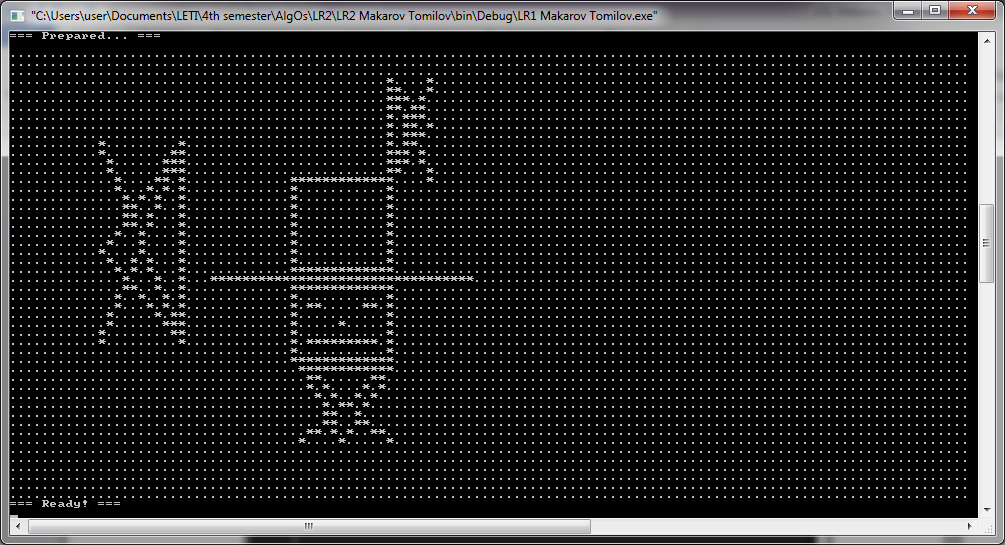 "C:\Users\user\Documents\LETI\4th semester\AlgOs\LR2\LR2 Makarov Tomilov\bin\Debug\LR1 Makarov Tomilov.exe"
=== Prepared... ===
=== Ready! ===